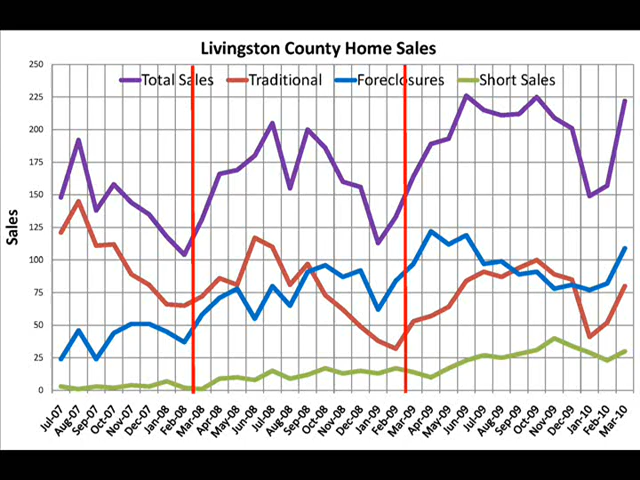 Livingston County Home Sales
Total Sales Traditional Foreclosures Short Sales
250
225
200
175
150
125
100
75
50
25
0
Sales
Jul-07 Aug-07 Sep-07 Oct-07 Nov-07 Dec-07 Jan-08 Feb-08 Mar-08 Apr-08 May-08 Jun-08 Jul-08 Aug-08 Sep-08 Oct-08 Nov-08 Dec-08 Jan-09 Feb-09 Mar-09 Apr-09 May-09 Jun-09 Jul-09 Aug-09 Sep-09 Oct-09 Nov-09 Dec-09 Jan-10 Feb-10 Mar-10